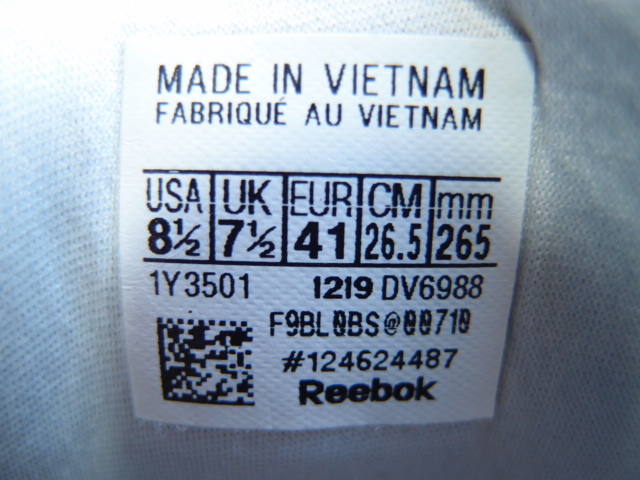 MADE IN VIETNAM
FABRIQUÉ AU VIETNAM
USA UK EUR CM mm
8½ 7½ 41 26.5 265
1Y3501 1219 DV6988
F9BL0BS@00710
#124624487
Reebok